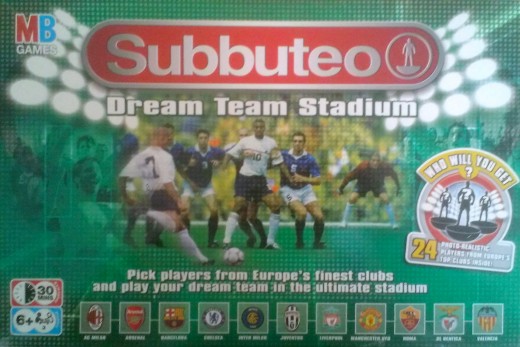 MB
GAMES
Subbuteo
Dream Team Stadium
WHO WILL YOU GET
?
24
PHOTO-REALISTIC
PLAYERS FROM EUROPE'S
TOP CLUBS INSIDE
Pick players from Europe's finest clubs
and play your dream team in the ultimate stadium
30
MINS
6+
AC MILAN
ARSENAL
BARCELONA
CHELSEA
INTER MILAN
JUVENTUS
LIVERPOOL
MANCHESTER UTD
ROMA
SL BENFICA
VALENCIA